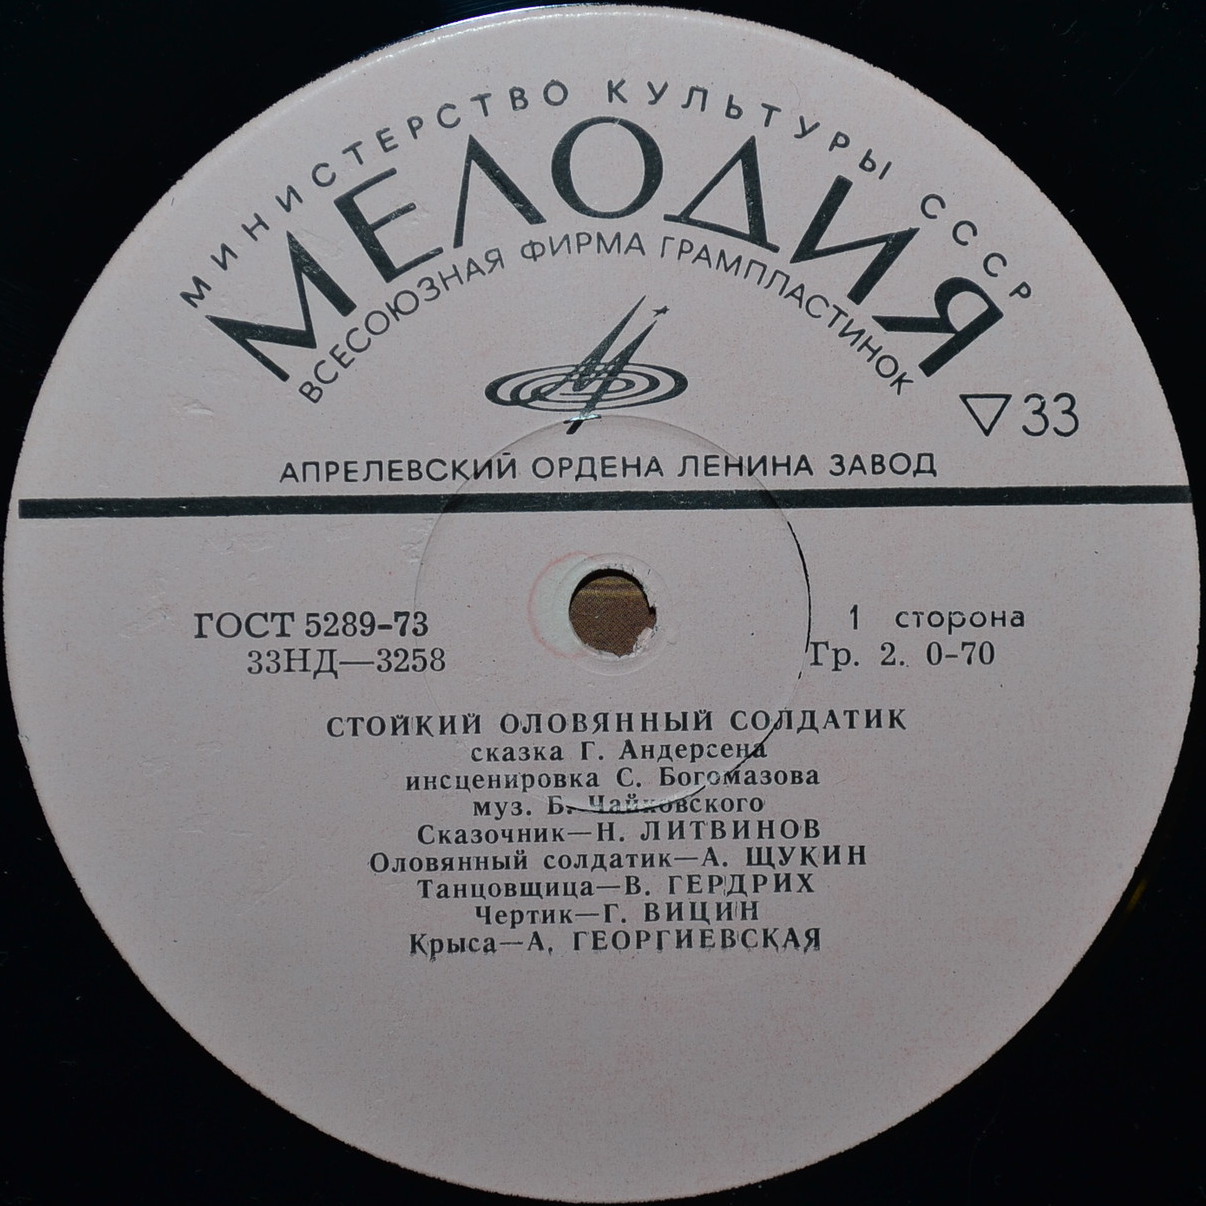 МИНИСТЕРСТВО КУЛЬТУРЫ СССР
МЕЛОДИЯ
ВСЕСОЮЗНАЯ ФИРМА ГРАМПЛАСТИНОК
33
АПРЕЛЕВСКИЙ ОРДЕНА ЛЕНИНА ЗАВОД
ГОСТ 5289-73
33НД—3258
1 сторона
Гр. 2. 0-70
СТОЙКИЙ ОЛОВЯННЫЙ СОЛДАТИК
сказка Г. Андерсена
инсценировка С. Богомазова
муз. Б. Чайковского
Сказочник—Н. ЛИТВИНОВ
Оловянный солдатик—А. ЩУКИН
Танцовщица—В. ГЕРДРИХ
Чертик—Г. ВИЦИН
Крыса—А. ГЕОРГИЕВСКАЯ